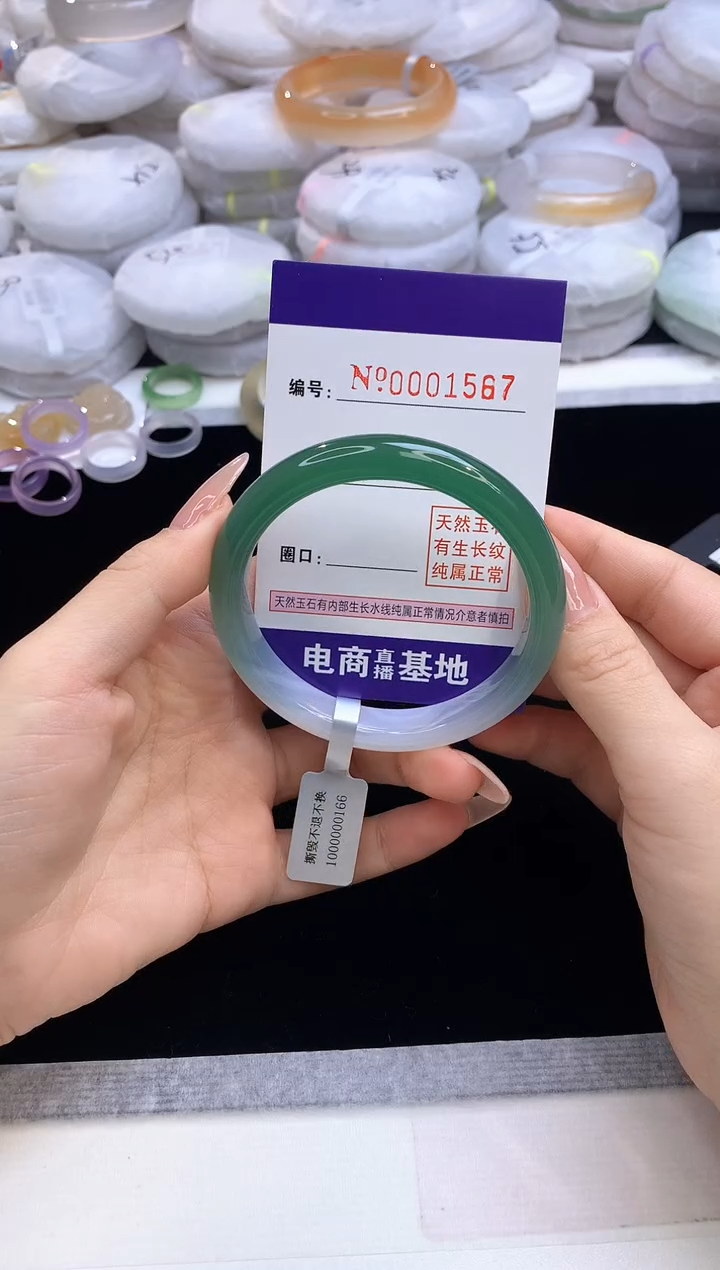 编号: №0001567
天然玉
有生长纹
纯属正常
圈口:
天然玉石有内部生长水线纯属正常情况介意者慎拍
电商直播基地
撕毁不退不换
1000000166